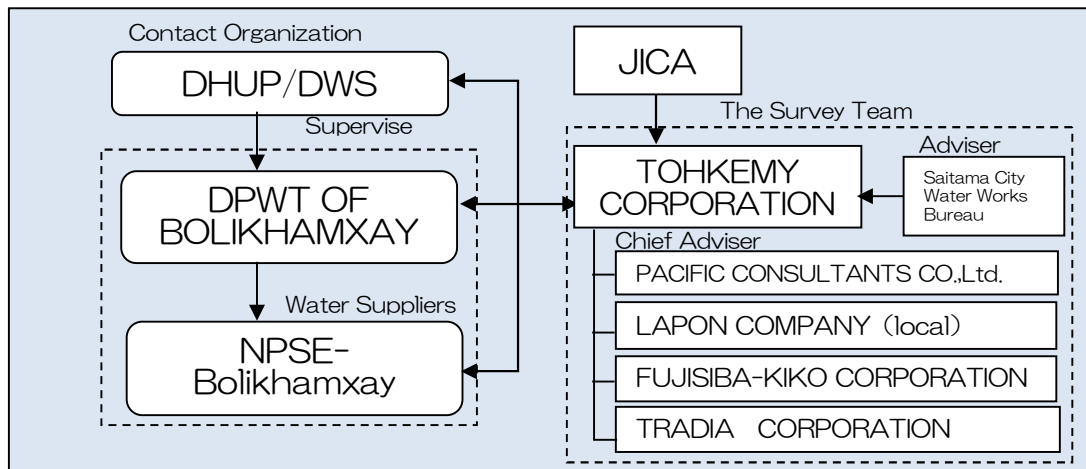 Contact Organization
DHUP/DWS
Supervise
DPWT OF
BOLIKHAMXAY
Water Suppliers
NPSE-
Bolikhamxay
JICA
The Survey Team
TOHKEMY
CORPORATION
Adviser
Saitama City
Water Works
Bureau
Chief Adviser
PACIFIC CONSULTANTS CO.,Ltd.
LAPON COMPANY（local）
FUJISIBA-KIKO CORPORATION
TRADIA　CORPORATION